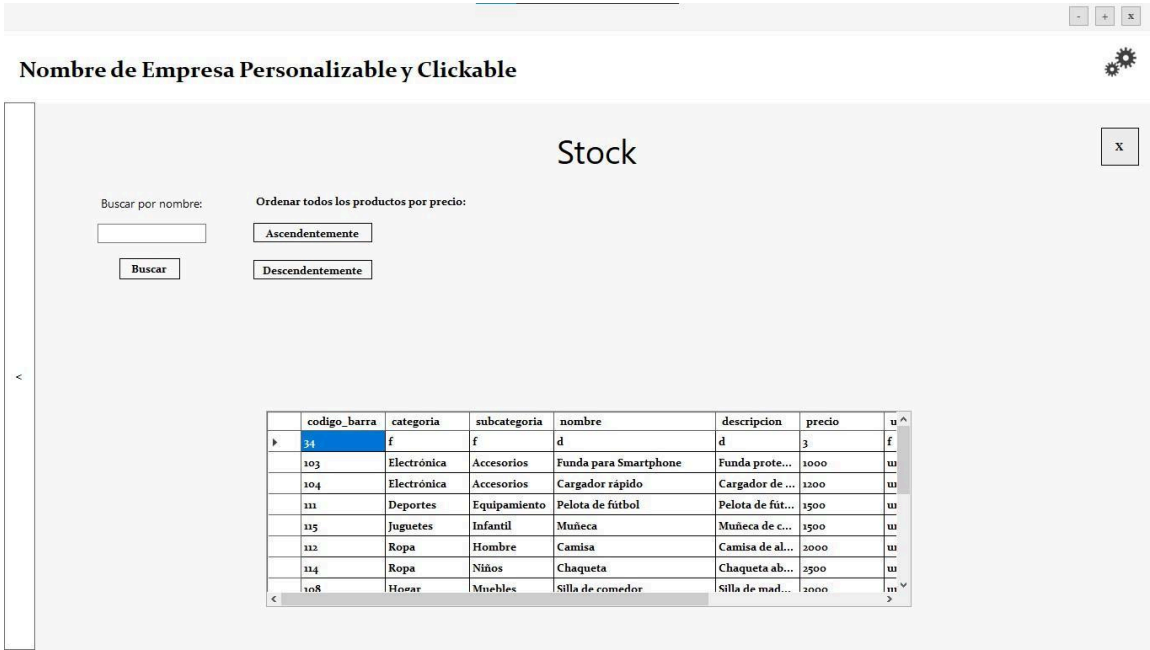 - + x
Nombre de Empresa Personalizable y Clickable
Stock
x
Buscar por nombre:
Ordenar todos los productos por precio:
Ascendentemente
Buscar
Descendentemente
<
codigo_barra categoria subcategoria nombre descripcion precio
34 f f d d 3 f
103 Electrónica Accesorios Funda para Smartphone Funda prote... 1000
104 Electrónica Accesorios Cargador rápido Cargador de ... 1200
111 Deportes Equipamiento Pelota de fútbol Pelota de fút... 1500
115 Juguetes Infantil Muñeca Muñeca de c... 1500
112 Ropa Hombre Camisa Camisa de al... 2000
114 Ropa Niños Chaqueta Chaqueta ab... 2500
108 Hogar Muebles Silla de comedor Silla de mad... 3000